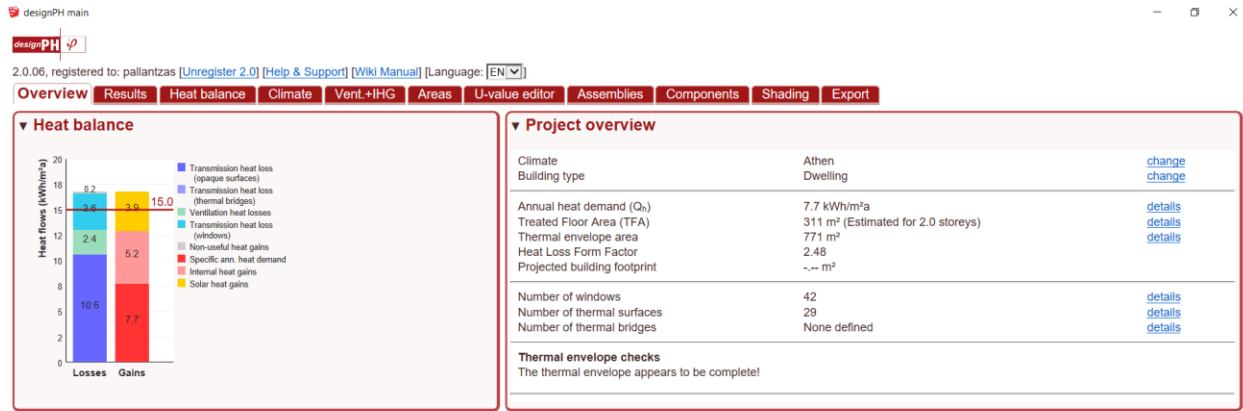 designPH main
designPH φ
2.0.06, registered to: pallantzas [Unregister 2.0] [Help & Support] [Wiki Manual] [Language: EN]
Overview Results Heat balance Climate Vent.+IHG Areas U-value editor Assemblies Components Shading Export
▼ Heat balance
Heat flows (kWh/m²a)
20
18
15
12
10
8
5
2
0
0.2
3.6
2.4
10.6
3.9
5.2
7.7
15.0
Losses Gains
Transmission heat loss
(opaque surfaces)
Transmission heat loss
(thermal bridges)
Ventilation heat losses
Transmission heat loss
(windows)
Non-useful heat gains
Specific ann. heat demand
Internal heat gains
Solar heat gains
▼ Project overview
Climate Athen change
Building type Dwelling change
Annual heat demand (Qₕ) 7.7 kWh/m²a details
Treated Floor Area (TFA) 311 m² (Estimated for 2.0 storeys) details
Thermal envelope area 771 m² details
Heat Loss Form Factor 2.48
Projected building footprint -.-- m²
Number of windows 42 details
Number of thermal surfaces 29 details
Number of thermal bridges None defined details
Thermal envelope checks
The thermal envelope appears to be complete!